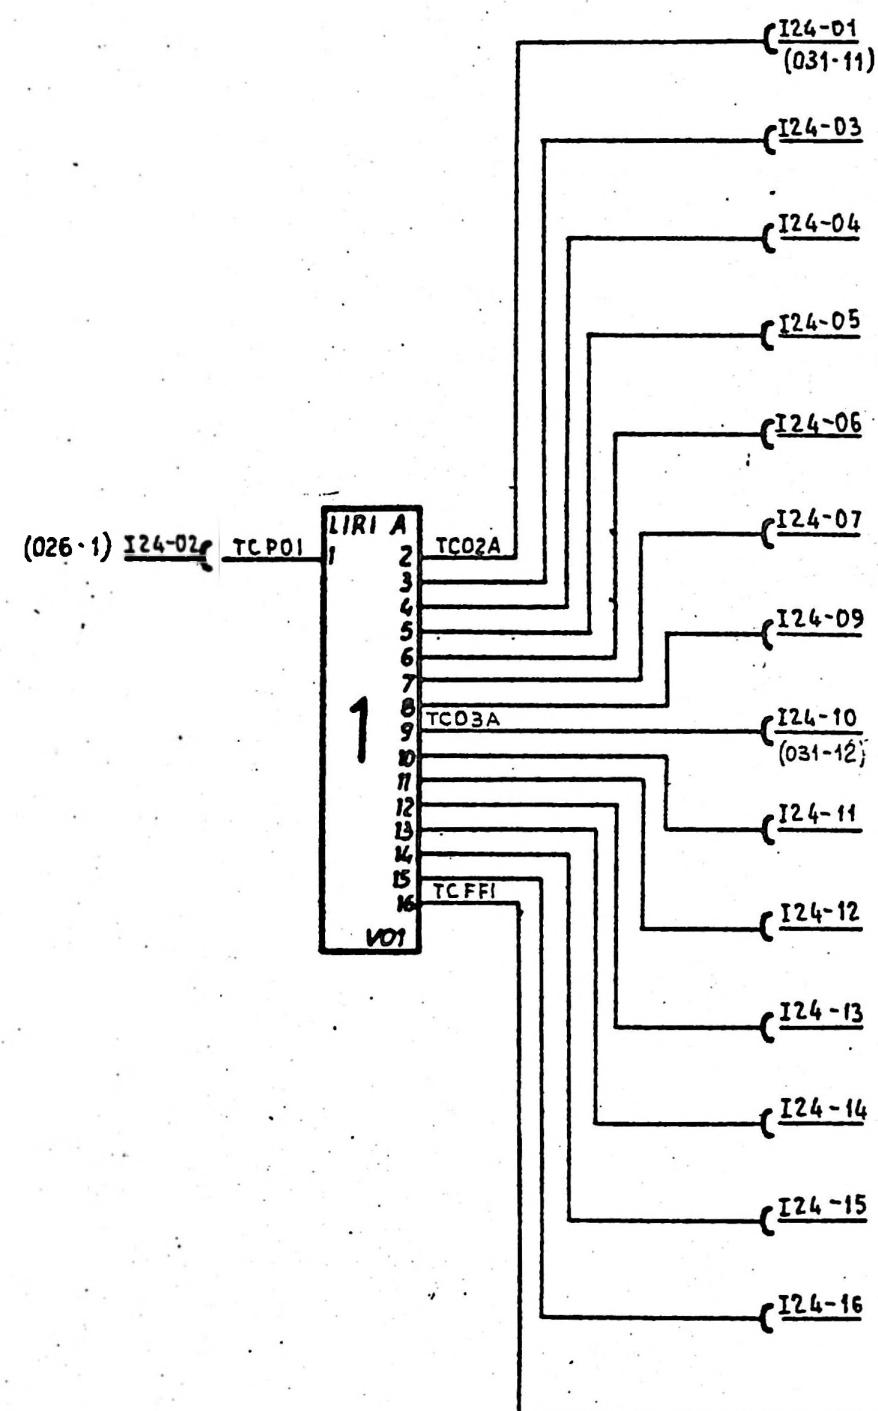 I24-01
(031-11)
I24-03
I24-04
I24-05
I24-06
I24-07
(026-1) I24-02 TCP01
LIRI A
1
2 TC02A
3
4
5
6
7
8
9 TC03A
10
11
12
13
14
15
16 TCFF1
1
V01
I24-09
I24-10
(031-12)
I24-11
I24-12
I24-13
I24-14
I24-15
I24-16